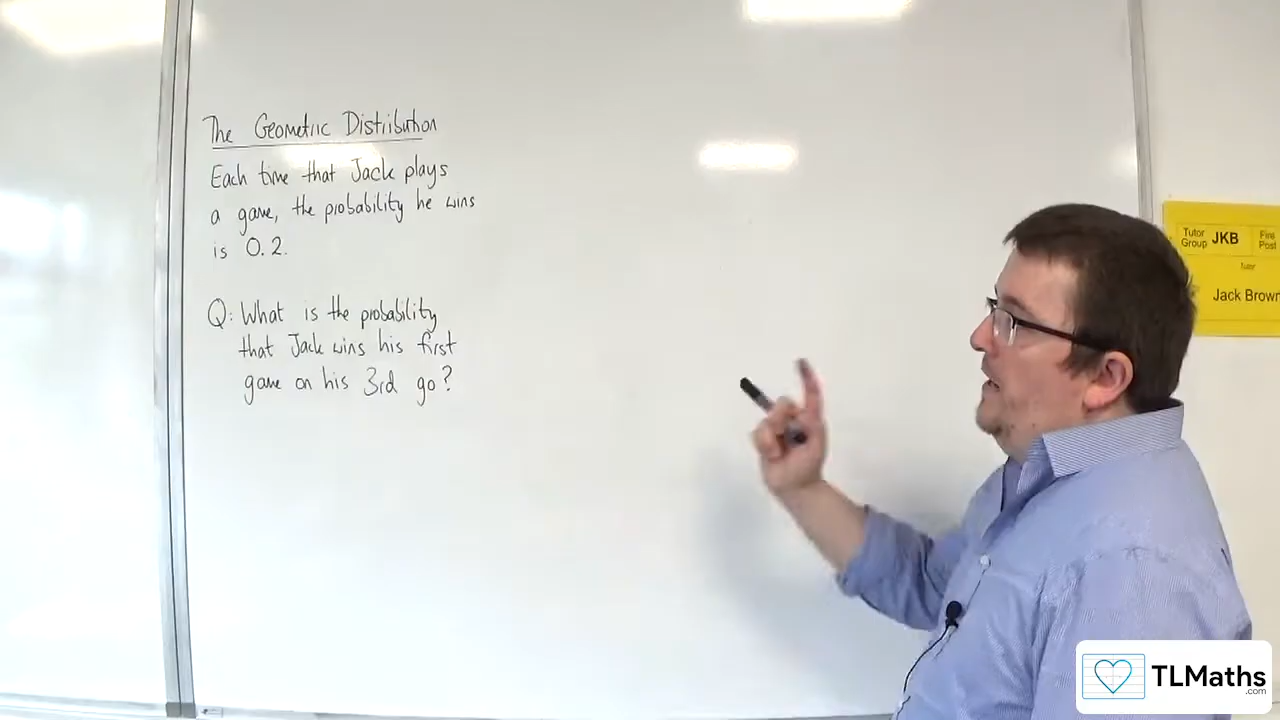 The Geometric Distribution
Each time that Jack plays
a game, the probability he wins
is 0.2.
Q: What is the probability
that Jack wins his first
game on his 3rd go?
Tutor Group JKB Fire Post
Tutor
Jack Brown
TLMaths
.com